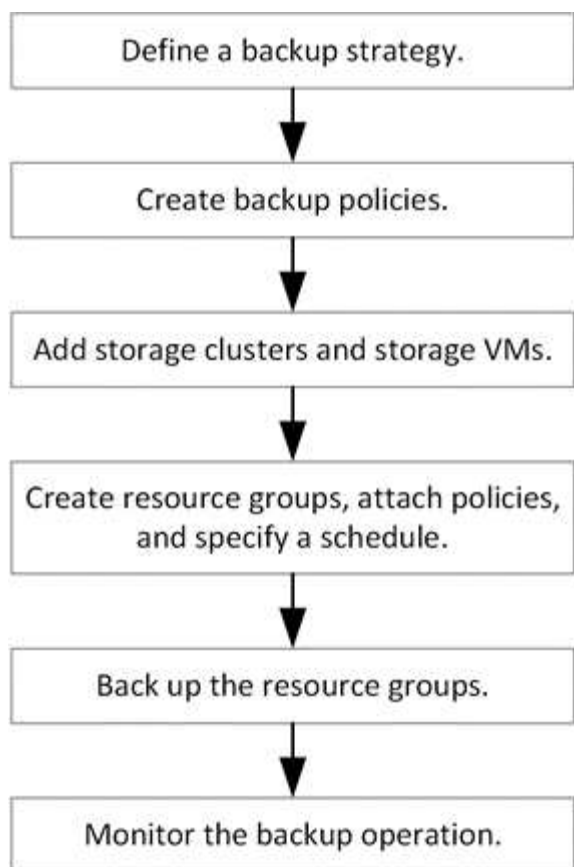 Define a backup strategy.
Create backup policies.
Add storage clusters and storage VMs.
Create resource groups, attach policies,
and specify a schedule.
Back up the resource groups.
Monitor the backup operation.